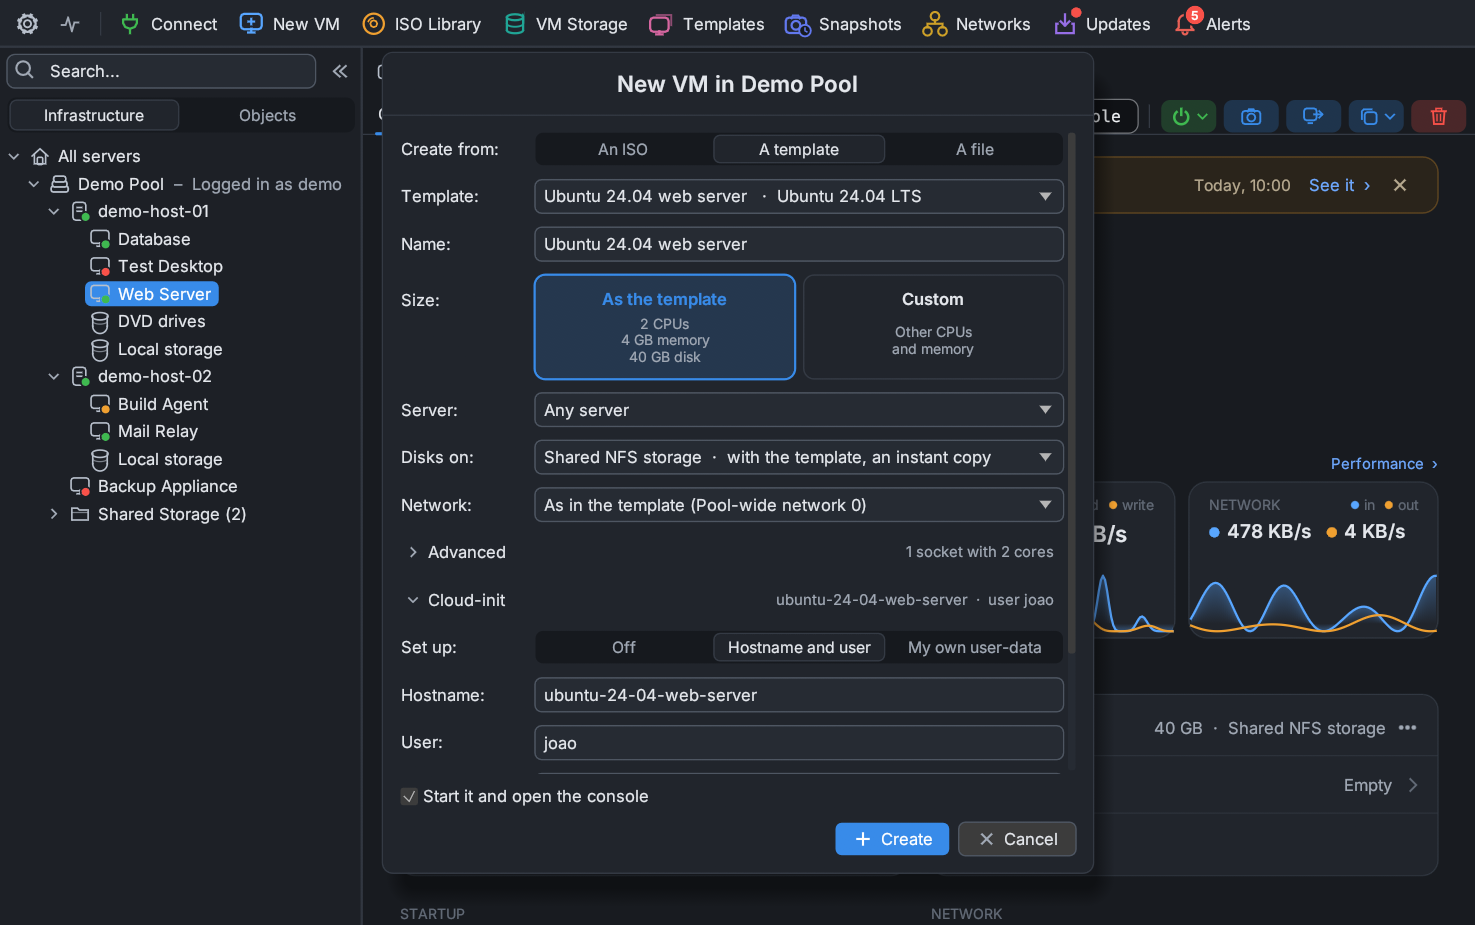 Connect New VM ISO Library VM Storage Templates Snapshots Networks Updates 5 Alerts
Search...
Infrastructure Objects
All servers
Demo Pool – Logged in as demo
demo-host-01
Database
Test Desktop
Web Server
DVD drives
Local storage
demo-host-02
Build Agent
Mail Relay
Local storage
Backup Appliance
Shared Storage (2)
New VM in Demo Pool
Create from: An ISO A template A file
Template: Ubuntu 24.04 web server · Ubuntu 24.04 LTS
Name: Ubuntu 24.04 web server
Size:
As the template
2 CPUs
4 GB memory
40 GB disk
Custom
Other CPUs
and memory
Server: Any server
Disks on: Shared NFS storage · with the template, an instant copy
Network: As in the template (Pool-wide network 0)
Advanced 1 socket with 2 cores
Cloud-init ubuntu-24-04-web-server · user joao
Set up: Off Hostname and user My own user-data
Hostname: ubuntu-24-04-web-server
User: joao
Start it and open the console
Create Cancel
Today, 10:00 See it ›
Performance ›
write
B/s
NETWORK in out
478 KB/s 4 KB/s
40 GB · Shared NFS storage
Empty
STARTUP NETWORK